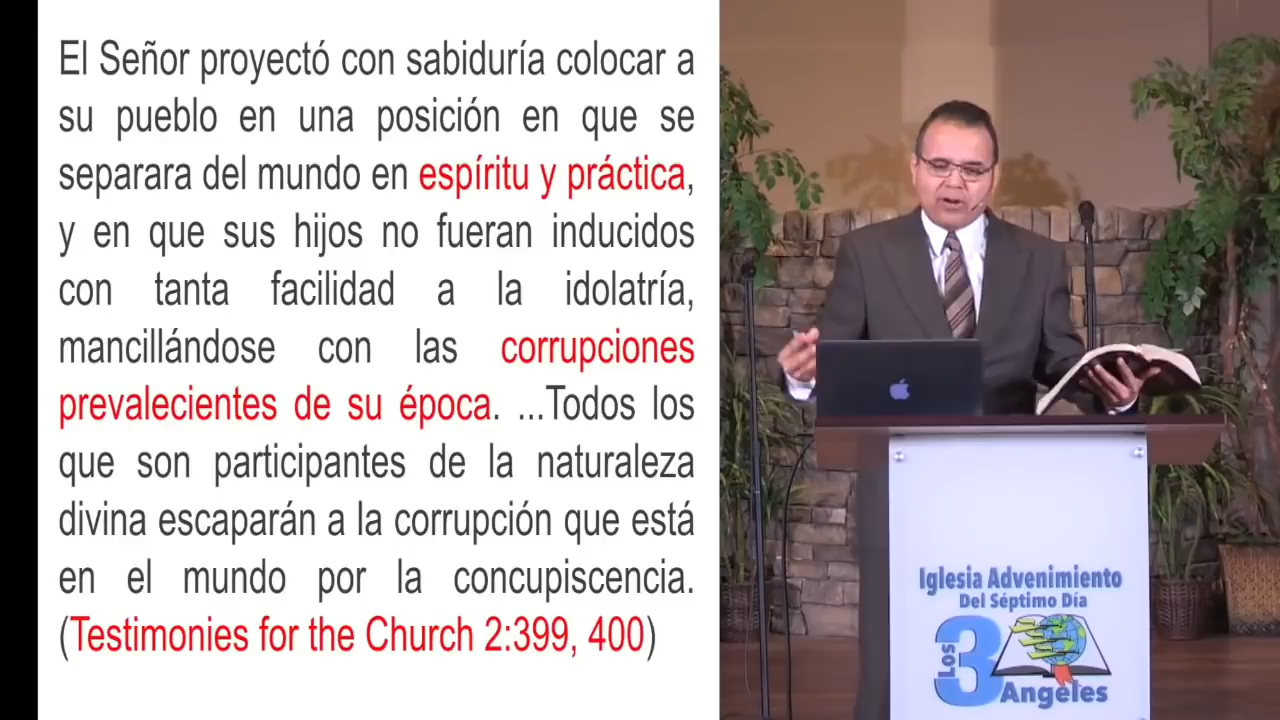 El Señor proyectó con sabiduría colocar a
su pueblo en una posición en que se
separara del mundo en espíritu y práctica,
y en que sus hijos no fueran inducidos
con tanta facilidad a la idolatría,
mancillándose con las corrupciones
prevalecientes de su época. ...Todos los
que son participantes de la naturaleza
divina escaparán a la corrupción que está
en el mundo por la concupiscencia.
(Testimonies for the Church 2:399, 400)
Iglesia Advenimiento
Del Séptimo Día
Los 3
Angeles